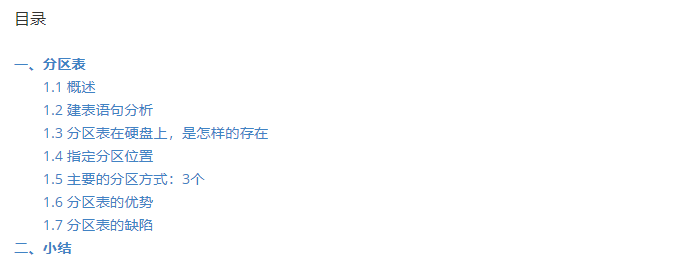 目录
一、分区表
1.1 概述
1.2 建表语句分析
1.3 分区表在硬盘上，是怎样的存在
1.4 指定分区位置
1.5 主要的分区方式：3个
1.6 分区表的优势
1.7 分区表的缺陷
二、小结